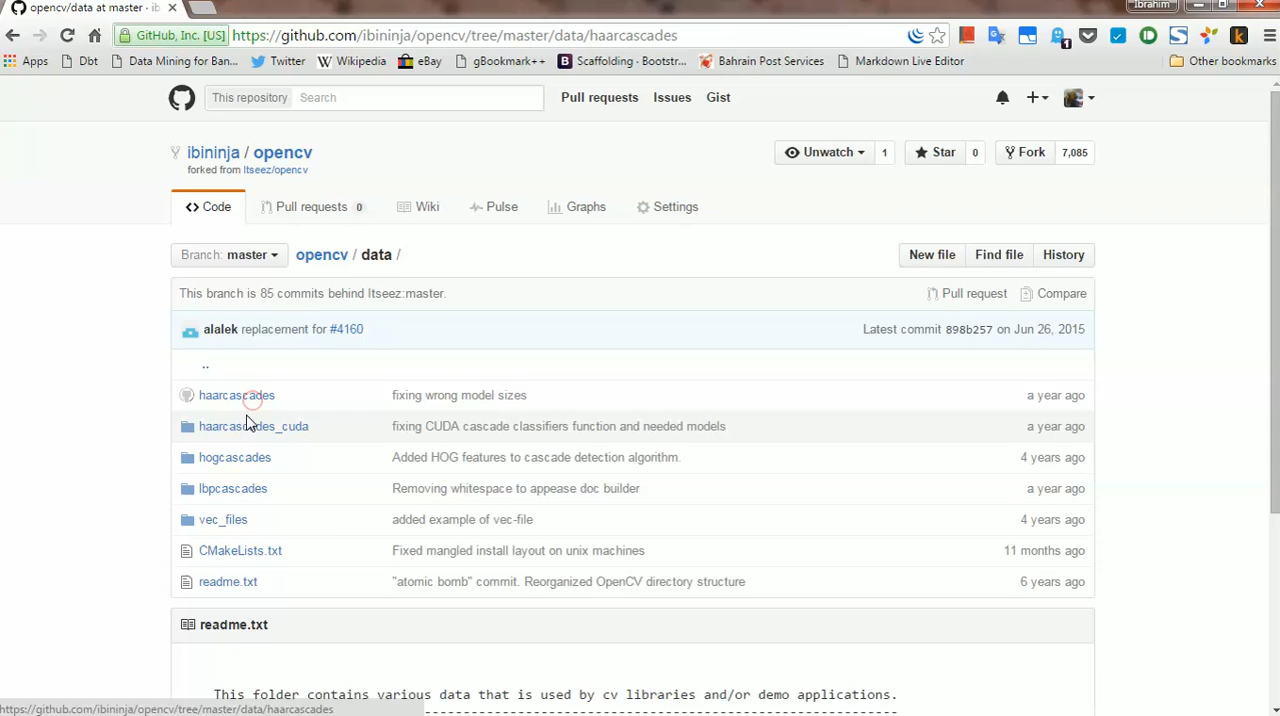 opencv/data at master · ib
Ibrahim
GitHub, Inc. [US] https://github.com/ibininja/opencv/tree/master/data/haarcascades
1
Apps Dbt Data Mining for Ban... Twitter Wikipedia eBay gBookmark++ Scaffolding · Bootstr... Bahrain Post Services Markdown Live Editor Other bookmarks
This repository Search Pull requests Issues Gist
ibininja / opencv
Unwatch 1 Star 0 Fork 7,085
forked from Itseez/opencv
Code Pull requests 0 Wiki Pulse Graphs Settings
Branch: master opencv / data / New file Find file History
This branch is 85 commits behind Itseez:master. Pull request Compare
alalek replacement for #4160 Latest commit 898b257 on Jun 26, 2015
..
haarcascades fixing wrong model sizes a year ago
haarcascades_cuda fixing CUDA cascade classifiers function and needed models a year ago
hogcascades Added HOG features to cascade detection algorithm. 4 years ago
lbpcascades Removing whitespace to appease doc builder a year ago
vec_files added example of vec-file 4 years ago
CMakeLists.txt Fixed mangled install layout on unix machines 11 months ago
readme.txt "atomic bomb" commit. Reorganized OpenCV directory structure 6 years ago
readme.txt
This folder contains various data that is used by cv libraries and/or demo applications.
https://github.com/ibininja/opencv/tree/master/data/haarcascades